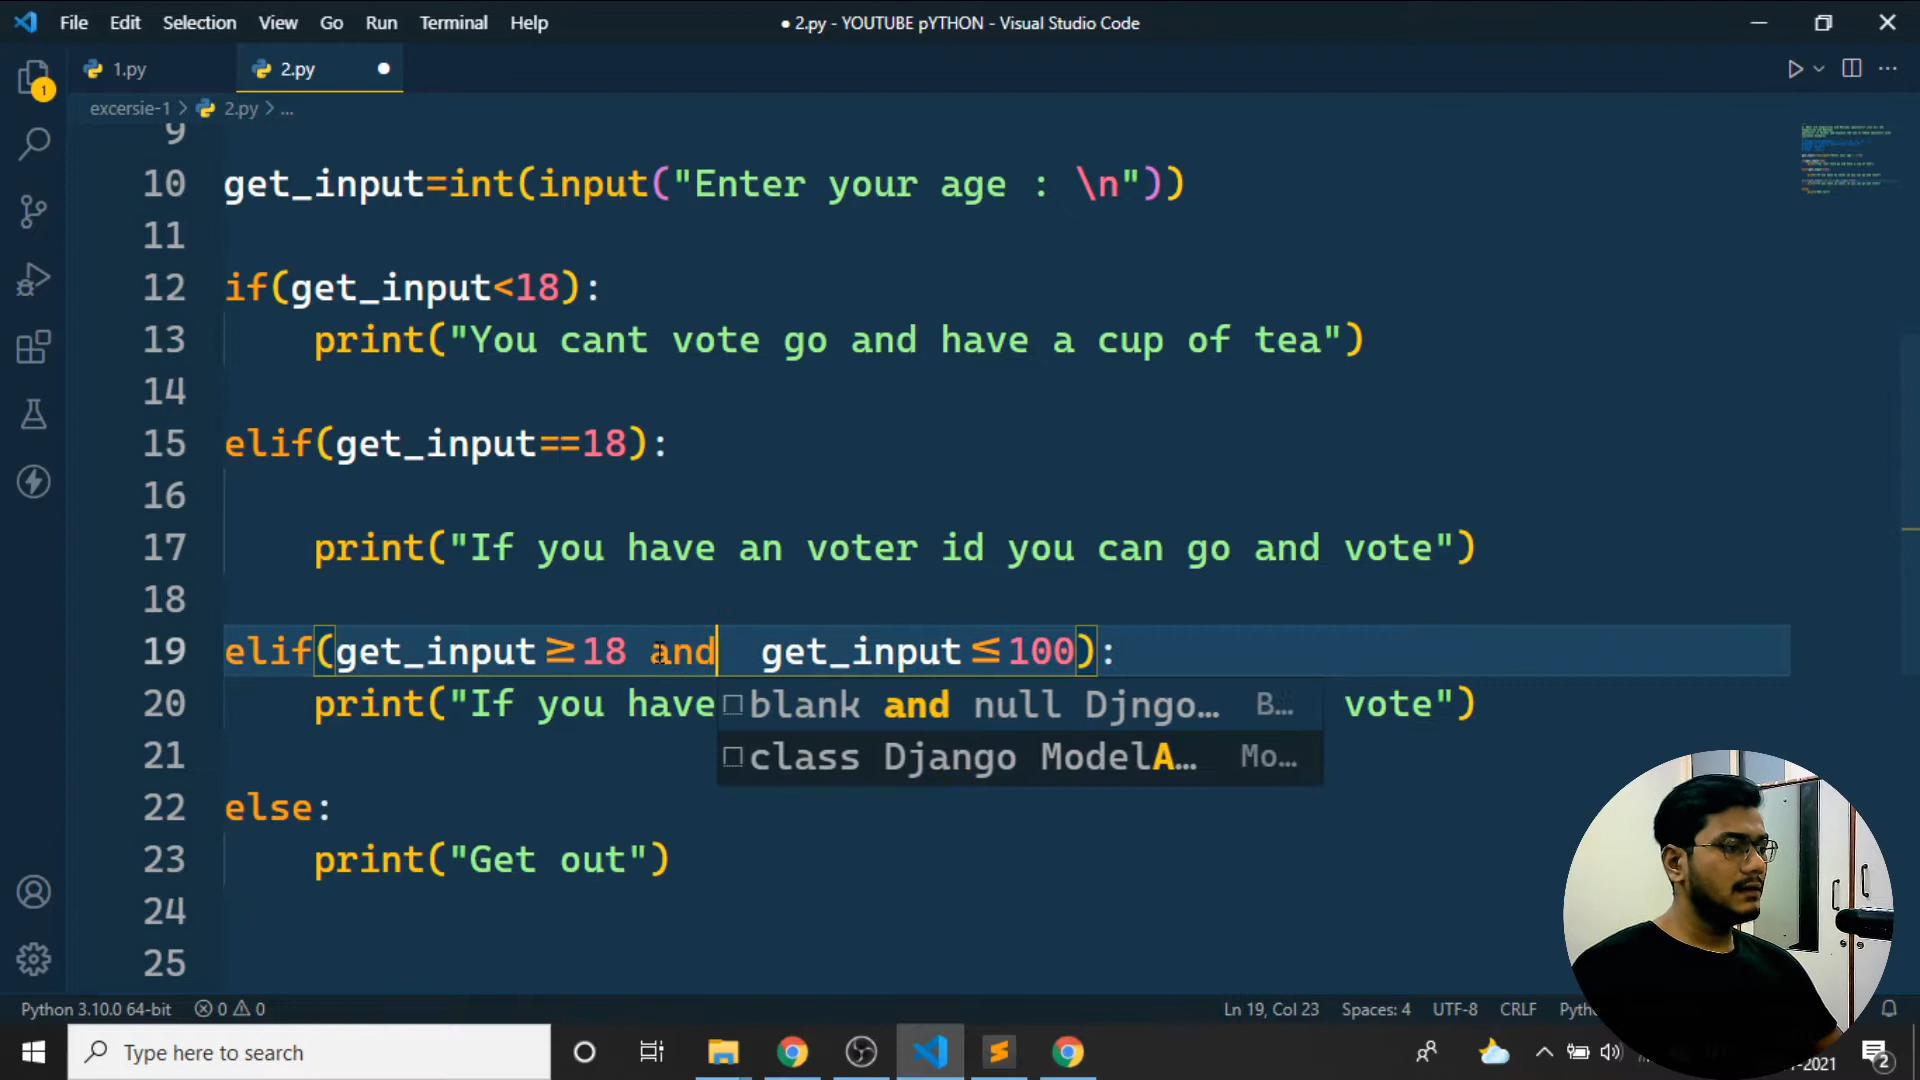 File Edit Selection View Go Run Terminal Help
● 2.py - YOUTUBE pYTHON - Visual Studio Code
1.py
2.py
excersie-1 > 2.py > ...
1
9
10 get_input=int(input("Enter your age : \n"))
11
12 if(get_input<18):
13 print("You cant vote go and have a cup of tea")
14
15 elif(get_input==18):
16
17 print("If you have an voter id you can go and vote")
18
19 elif(get_input≥18 and get_input≤100):
20 print("If you have vote")
blank and null Djngo... B...
class Django ModelA... Mo...
21
22 else:
23 print("Get out")
24
25
Python 3.10.0 64-bit 0 0
Ln 19, Col 23 Spaces: 4 UTF-8 CRLF
Type here to search
2021
2